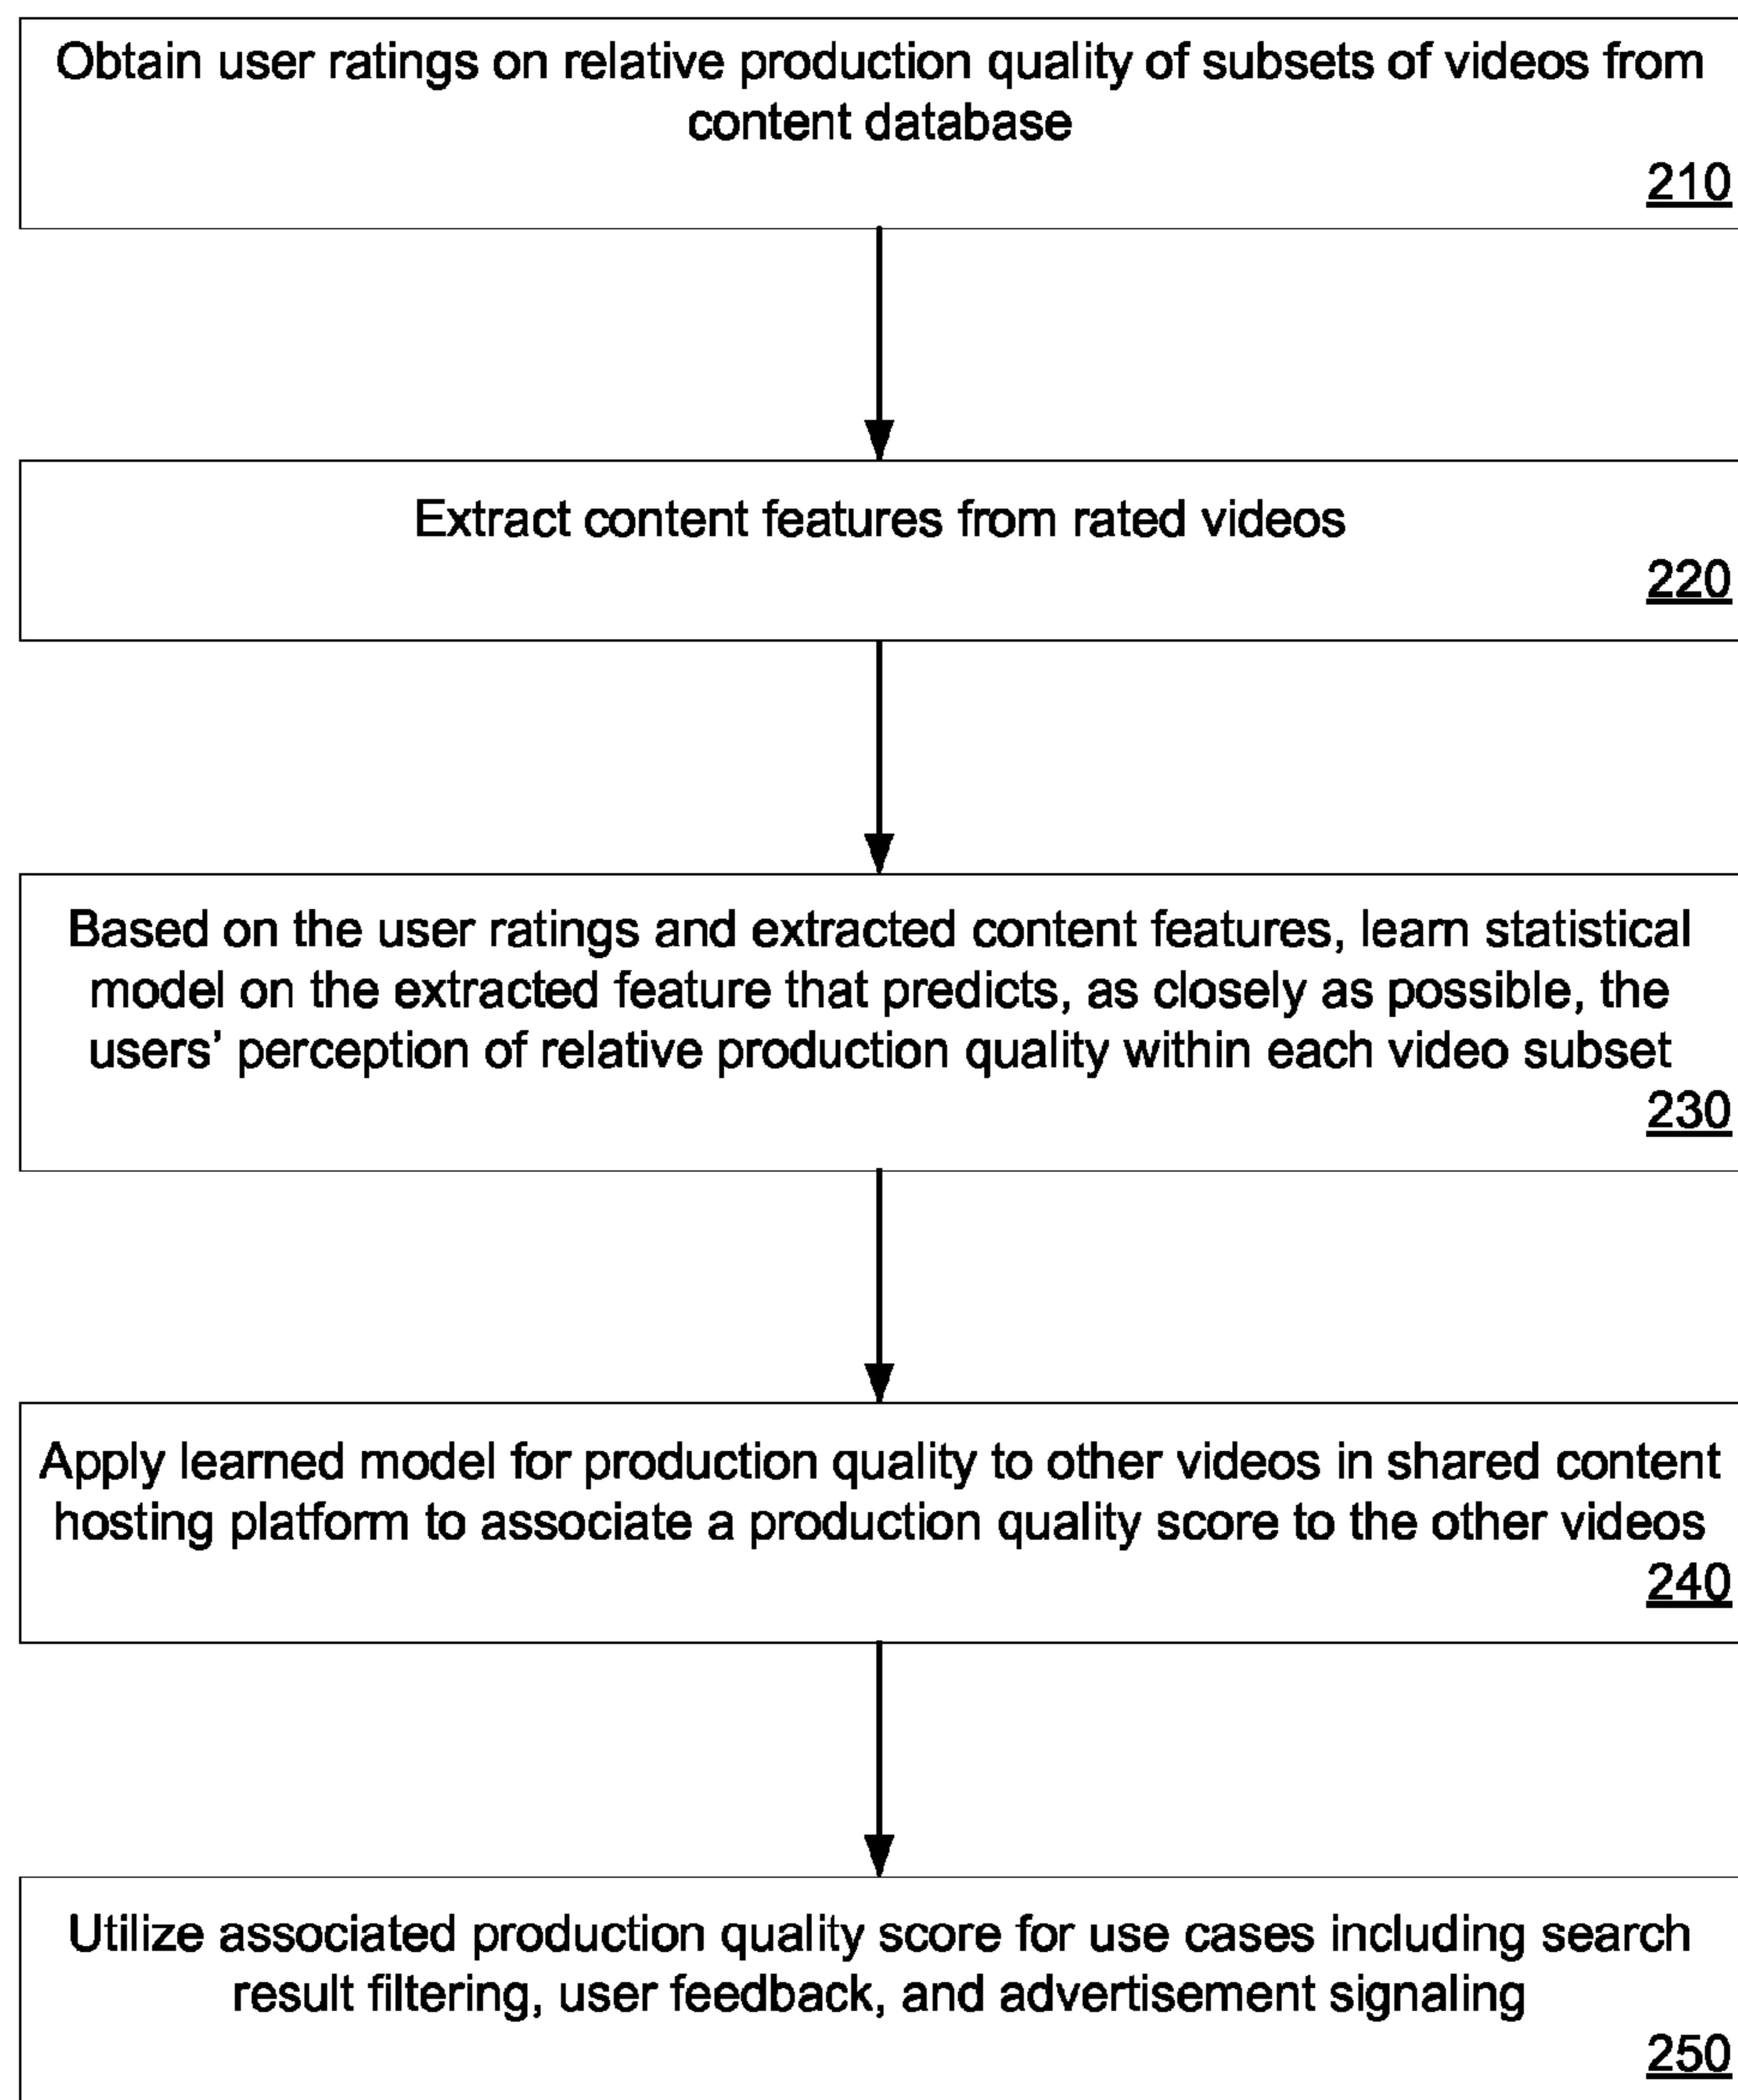 Obtain user ratings on relative production quality of subsets of videos from
content database
210
Extract content features from rated videos
220
Based on the user ratings and extracted content features, learn statistical
model on the extracted feature that predicts, as closely as possible, the
users’ perception of relative production quality within each video subset
230
Apply learned model for production quality to other videos in shared content
hosting platform to associate a production quality score to the other videos
240
Utilize associated production quality score for use cases including search
result filtering, user feedback, and advertisement signaling
250